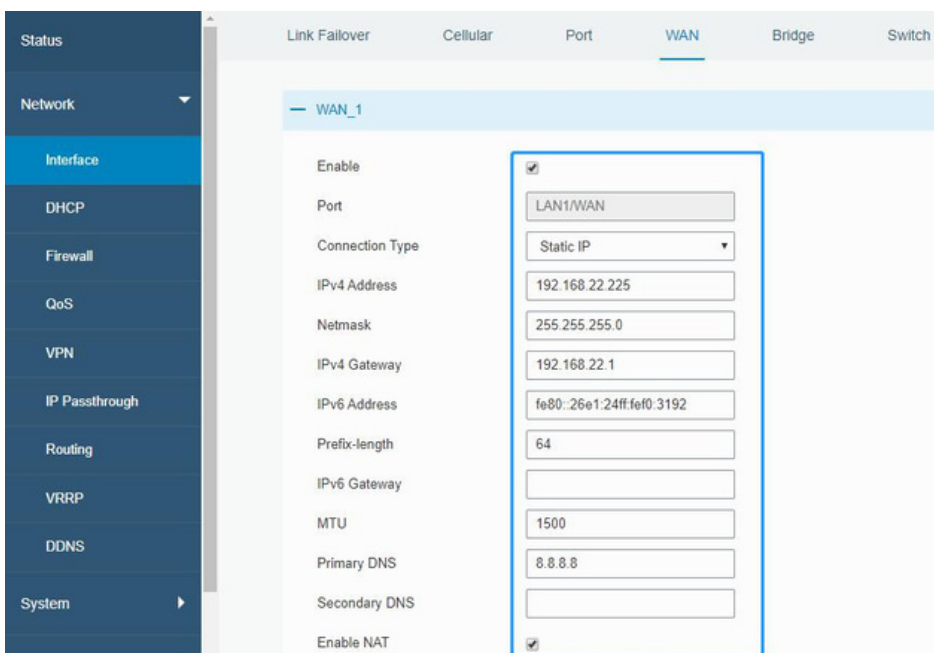 Status
Network
Interface
DHCP
Firewall
QoS
VPN
IP Passthrough
Routing
VRRP
DDNS
System
Link Failover Cellular Port WAN Bridge Switch
WAN_1
Enable
Port LAN1/WAN
Connection Type Static IP
IPv4 Address 192.168.22.225
Netmask 255.255.255.0
IPv4 Gateway 192.168.22.1
IPv6 Address fe80::26e1:24ff:fef0:3192
Prefix-length 64
IPv6 Gateway
MTU 1500
Primary DNS 8.8.8.8
Secondary DNS
Enable NAT